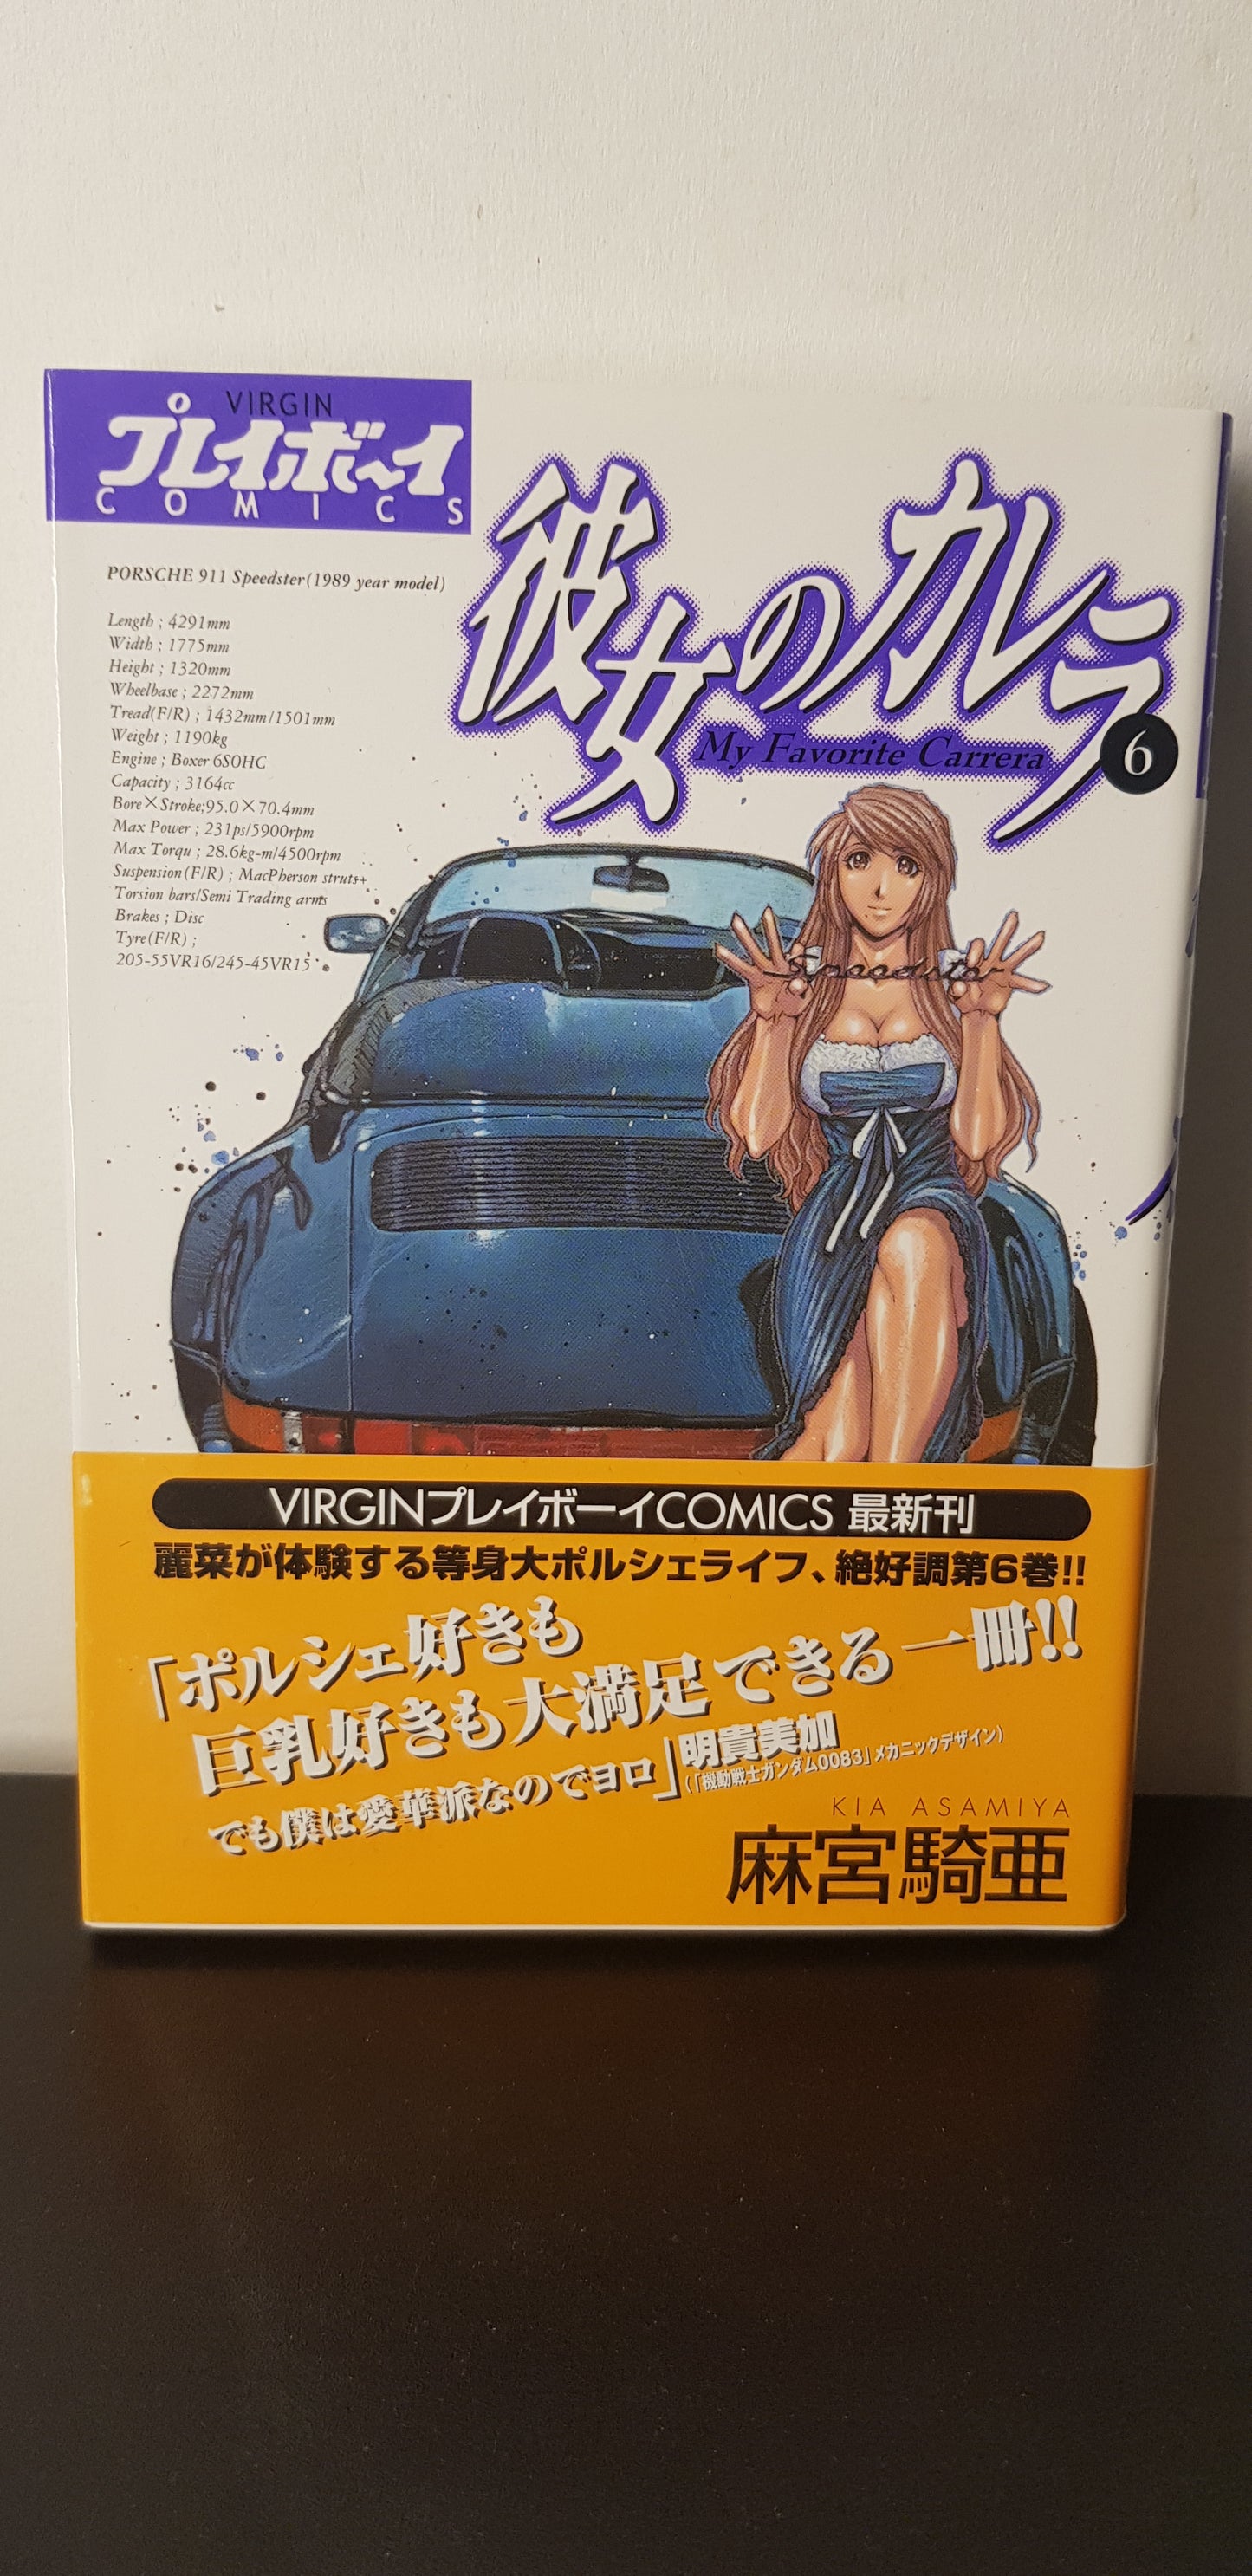 VIRGIN
プレイボーイ
COMICS
彼女のカレラ
My Favorite Carrera
6
PORSCHE 911 Speedster(1989 year model)
Length ; 4291mm
Width ; 1775mm
Height ; 1320mm
Wheelbase ; 2272mm
Tread(F/R) ; 1432mm/1501mm
Weight ; 1190kg
Engine ; Boxer 6SOHC
Capacity ; 3164cc
Bore×Stroke;95.0×70.4mm
Max Power ; 231ps/5900rpm
Max Torqu ; 28.6kg-m/4500rpm
Suspension(F/R) ; MacPherson struts+
Torsion bars/Semi Trading arms
Brakes ; Disc
Tyre(F/R) ;
205-55VR16/245-45VR15
Speedster
VIRGINプレイボーイCOMICS 最新刊
麗菜が体験する等身大ポルシェライフ、絶好調第6巻!!
「ポルシェ好きも
巨乳好きも大満足できる一冊!!
でも僕は愛華派なのでヨロ」明貴美加
(「機動戦士ガンダム0083」メカニックデザイン)
KIA ASAMIYA
麻宮騎亜